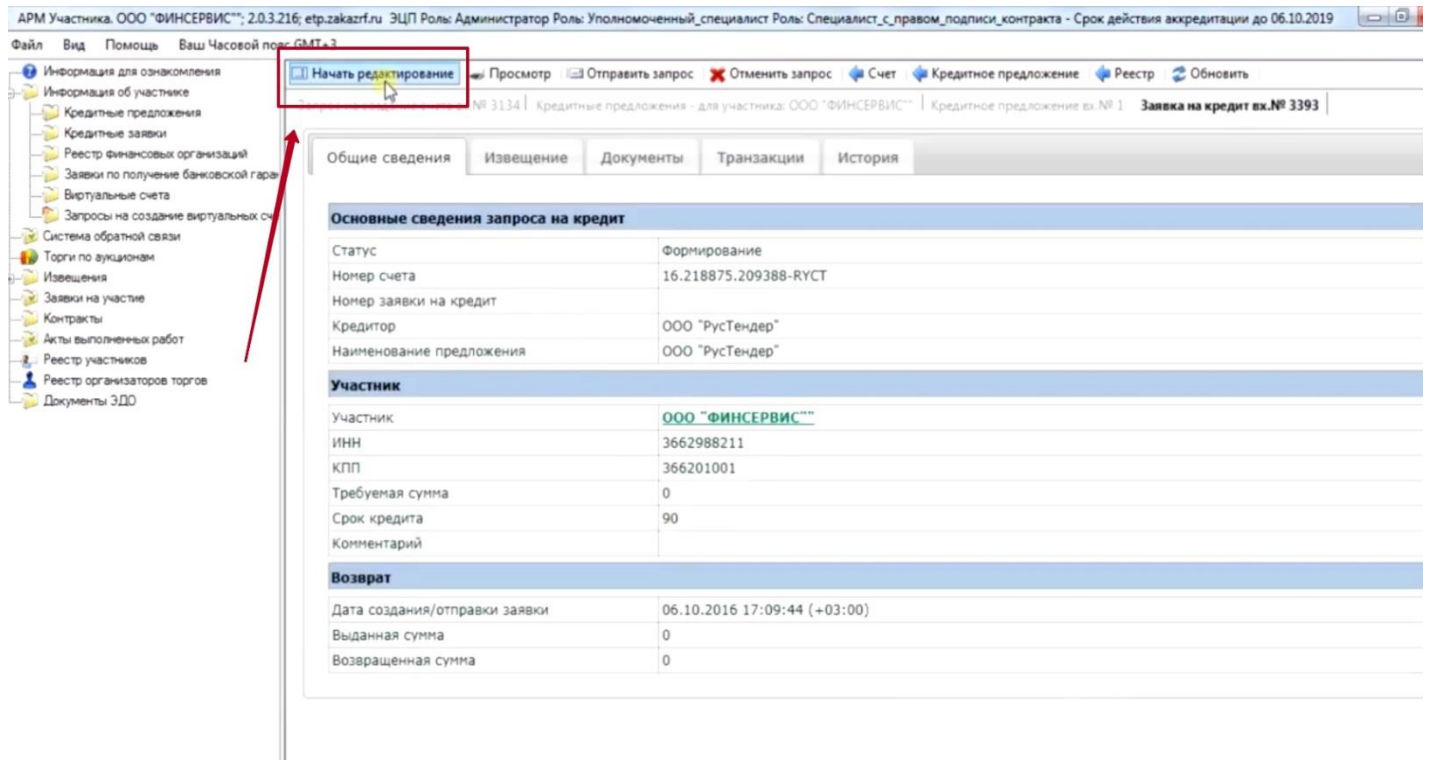 АРМ Участника. ООО "ФИНСЕРВИС""; 2.0.3.216; etp.zakazrf.ru ЭЦП Роль: Администратор Роль: Уполномоченный_специалист Роль: Специалист_с_правом_подписи_контракта - Срок действия аккредитации до 06.10.2019
Файл Вид Помощь Ваш Часовой пояс GMT+3
Начать редактирование Просмотр Отправить запрос Отменить запрос Счет Кредитное предложение Реестр Обновить
№ 3134 Кредитные предложения - для участника: ООО "ФИНСЕРВИС"" Кредитное предложение вх.№ 1 Заявка на кредит вх.№ 3393
Информация для ознакомления
Информация об участнике
Кредитные предложения
Кредитные заявки
Реестр финансовых организаций
Заявки по получение банковской гаран
Виртуальные счета
Запросы на создание виртуальных сч
Система обратной связи
Торги по аукционам
Извещения
Заявки на участие
Контракты
Акты выполненных работ
Реестр участников
Реестр организаторов торгов
Документы ЭДО
Общие сведения Извещение Документы Транзакции История
Основные сведения запроса на кредит
Статус Формирование
Номер счета 16.218875.209388-RYCT
Номер заявки на кредит
Кредитор ООО "РусТендер"
Наименование предложения ООО "РусТендер"
Участник
Участник ООО "ФИНСЕРВИС""
ИНН 3662988211
КПП 366201001
Требуемая сумма 0
Срок кредита 90
Комментарий
Возврат
Дата создания/отправки заявки 06.10.2016 17:09:44 (+03:00)
Выданная сумма 0
Возвращенная сумма 0